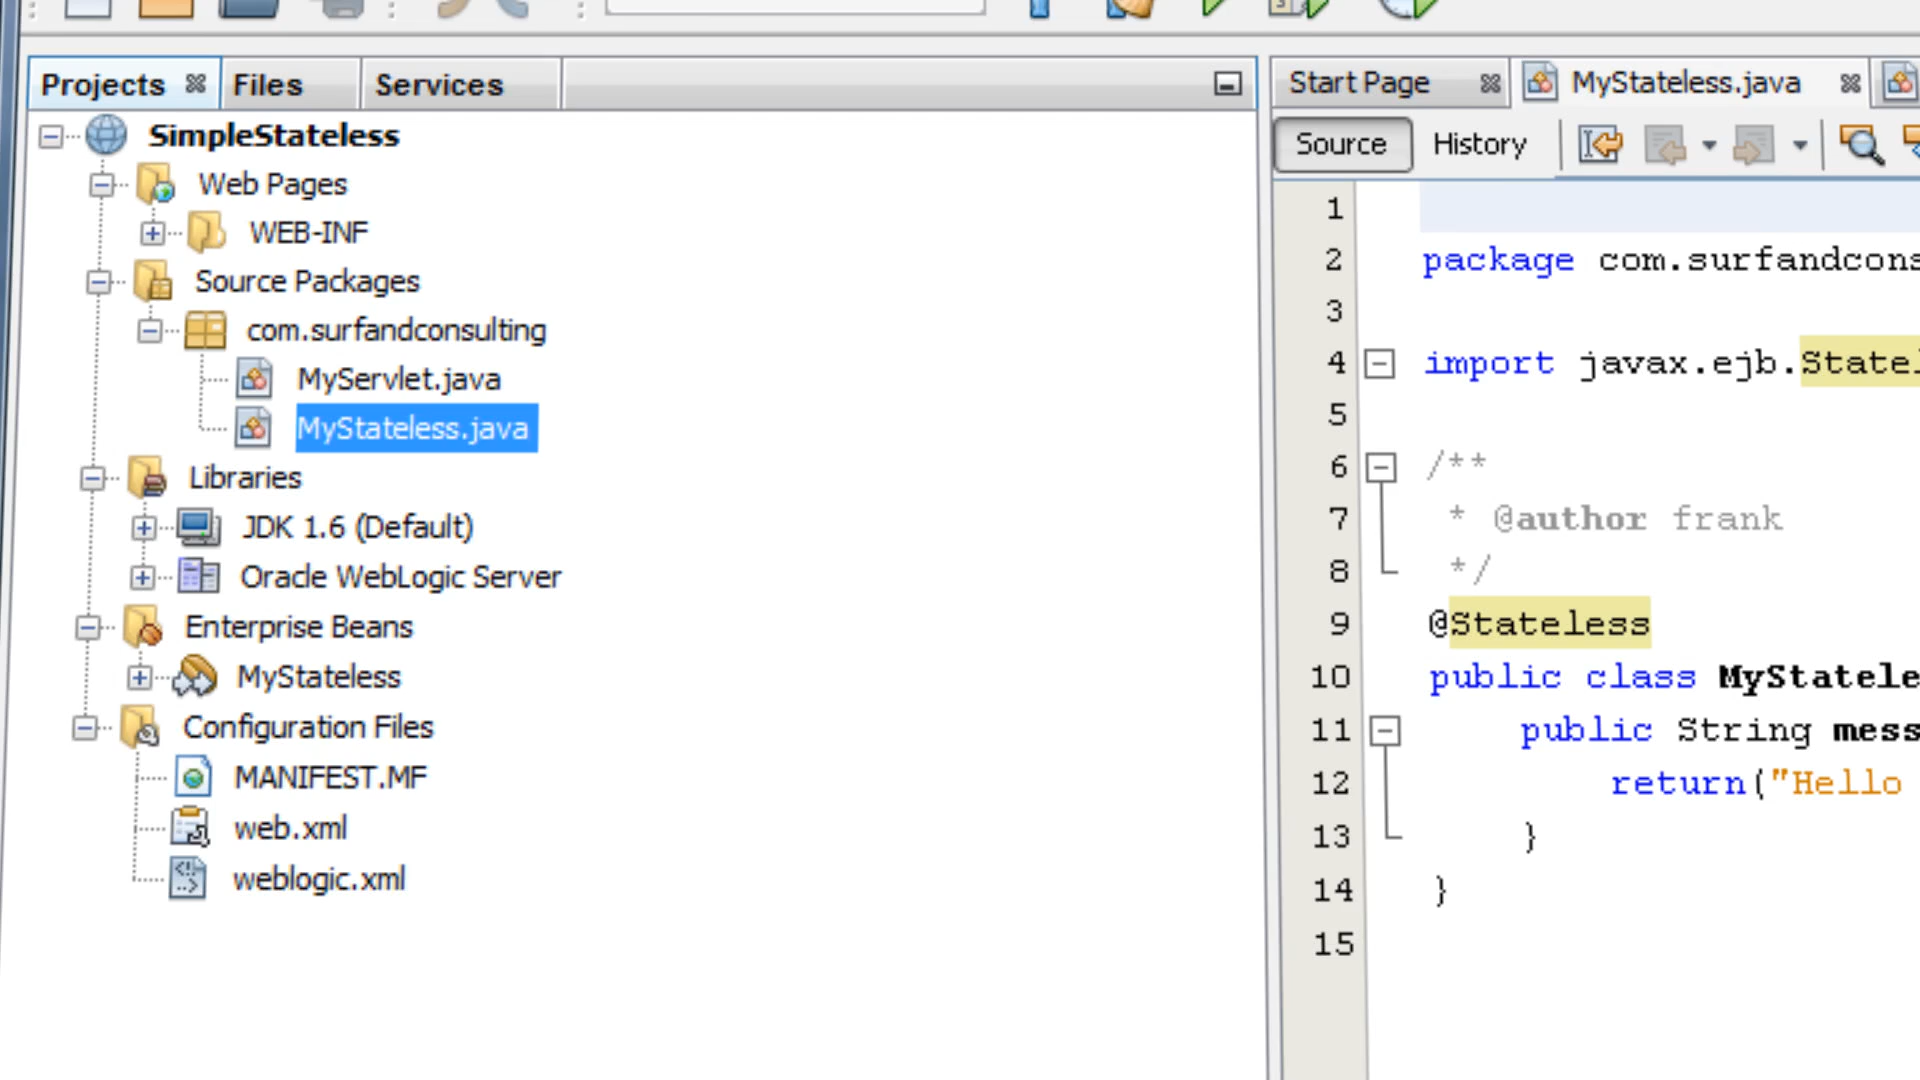 Projects Files Services
SimpleStateless
Web Pages
WEB-INF
Source Packages
com.surfandconsulting
MyServlet.java
MyStateless.java
Libraries
JDK 1.6 (Default)
Oracle WebLogic Server
Enterprise Beans
MyStateless
Configuration Files
MANIFEST.MF
web.xml
weblogic.xml
Start Page MyStateless.java
Source History
1
2 package com.surfandcons
3
4 import javax.ejb.Statel
5
6 /**
7 * @author frank
8 */
9 @Stateless
10 public class MyStatele
11 public String mess
12 return("Hello
13 }
14 }
15